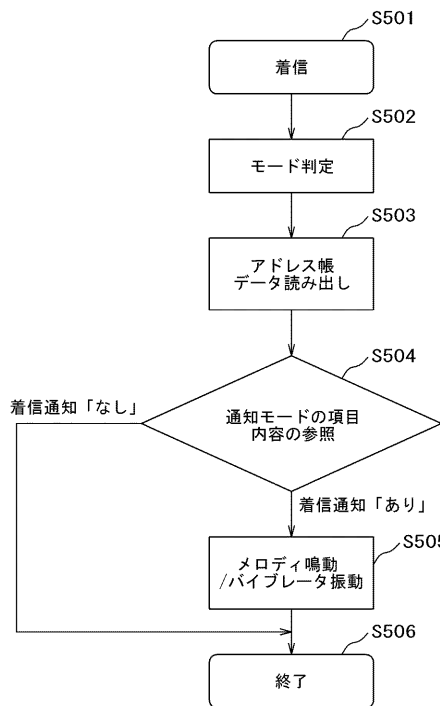 S501
着信
S502
モード判定
S503
アドレス帳
データ読み出し
S504
着信通知「なし」
通知モードの項目
内容の参照
着信通知「あり」
S505
メロディ鳴動
/バイブレータ振動
S506
終了